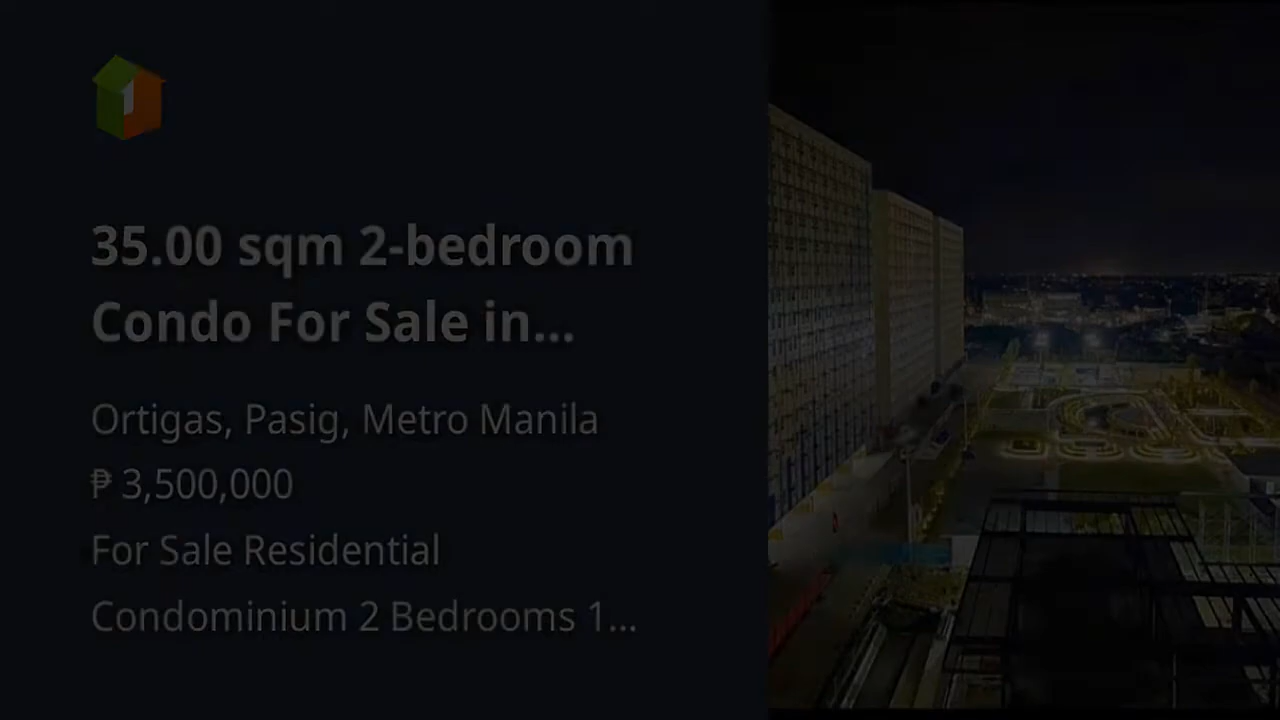 35.00 sqm 2-bedroom
Condo For Sale in...
Ortigas, Pasig, Metro Manila
₱ 3,500,000
For Sale Residential
Condominium 2 Bedrooms 1...